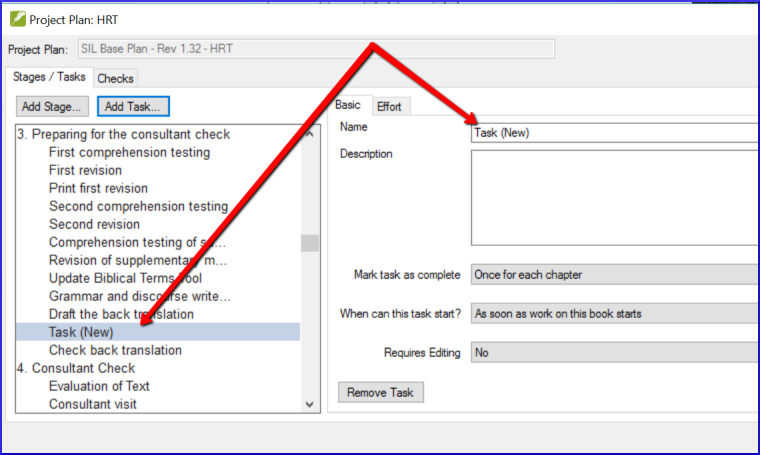 Project Plan: HRT
Project Plan: SIL Base Plan - Rev 1.32 - HRT
Stages / Tasks Checks
Add Stage... Add Task...
3. Preparing for the consultant check
First comprehension testing
First revision
Print first revision
Second comprehension testing
Second revision
Comprehension testing of su...
Revision of supplementary m...
Update Biblical Terms Tool
Grammar and discourse write...
Draft the back translation
Task (New)
Check back translation
4. Consultant Check
Evaluation of Text
Consultant visit
Basic Effort
Name Task (New)
Description
Mark task as complete Once for each chapter
When can this task start? As soon as work on this book starts
Requires Editing No
Remove Task